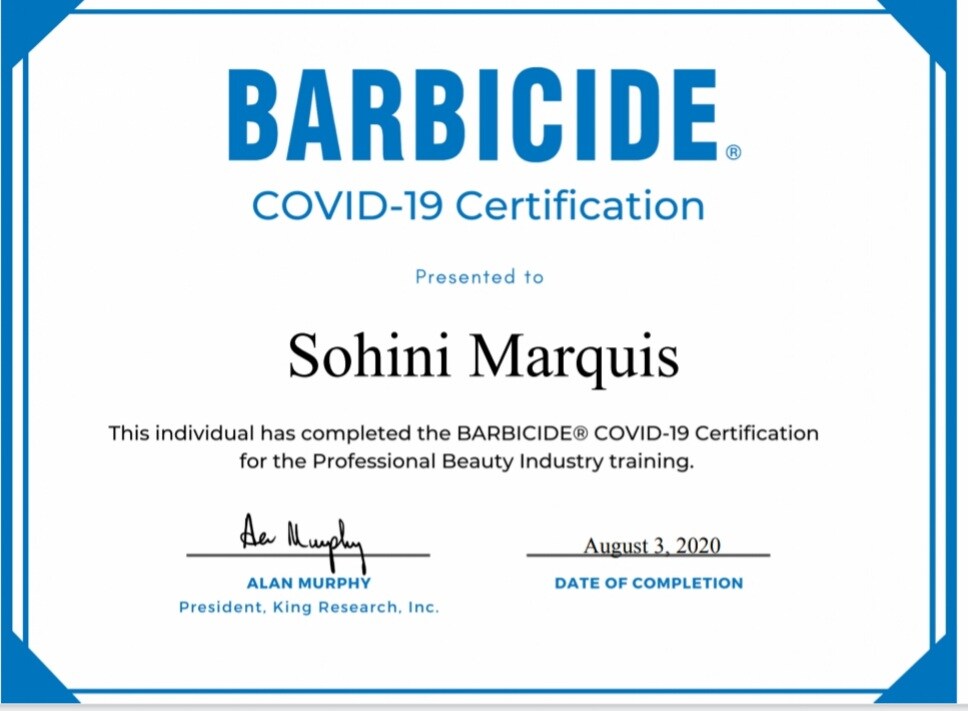 BARBICIDE®
COVID-19 Certification
Presented to
Sohini Marquis
This individual has completed the BARBICIDE® COVID-19 Certification
for the Professional Beauty Industry training.
Alan Murphy
August 3, 2020
ALAN MURPHY
DATE OF COMPLETION
President, King Research, Inc.